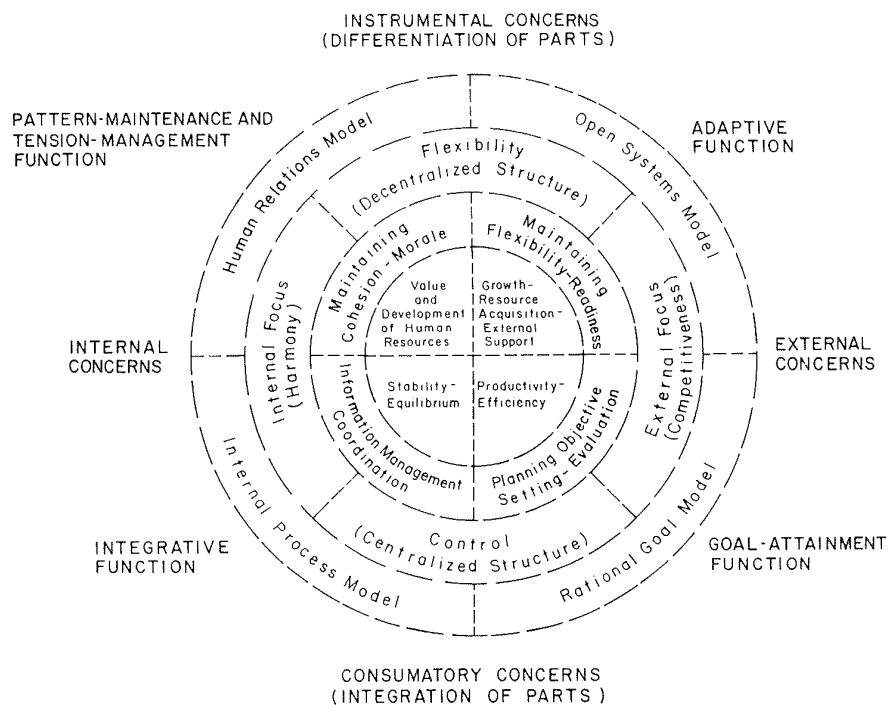 INSTRUMENTAL CONCERNS
(DIFFERENTIATION OF PARTS)
PATTERN-MAINTENANCE AND
TENSION-MANAGEMENT
FUNCTION
ADAPTIVE
FUNCTION
Human Relations Model
Open Systems Model
Flexibility
(Decentralized Structure)
Maintaining
Cohesion-Morale
Maintaining
Flexibility-Readiness
Value
and
Development
of Human
Resources
Growth-
Resource
Acquisition-
External
Support
INTERNAL
CONCERNS
Internal Focus
(Harmony)
External Focus
(Competitiveness)
EXTERNAL
CONCERNS
Stability-
Equilibrium
Productivity-
Efficiency
Information Management
Coordination
Planning Objective
Setting-Evaluation
Control
(Centralized Structure)
Internal Process Model
Rational Goal Model
INTEGRATIVE
FUNCTION
GOAL-ATTAINMENT
FUNCTION
CONSUMATORY CONCERNS
(INTEGRATION OF PARTS)